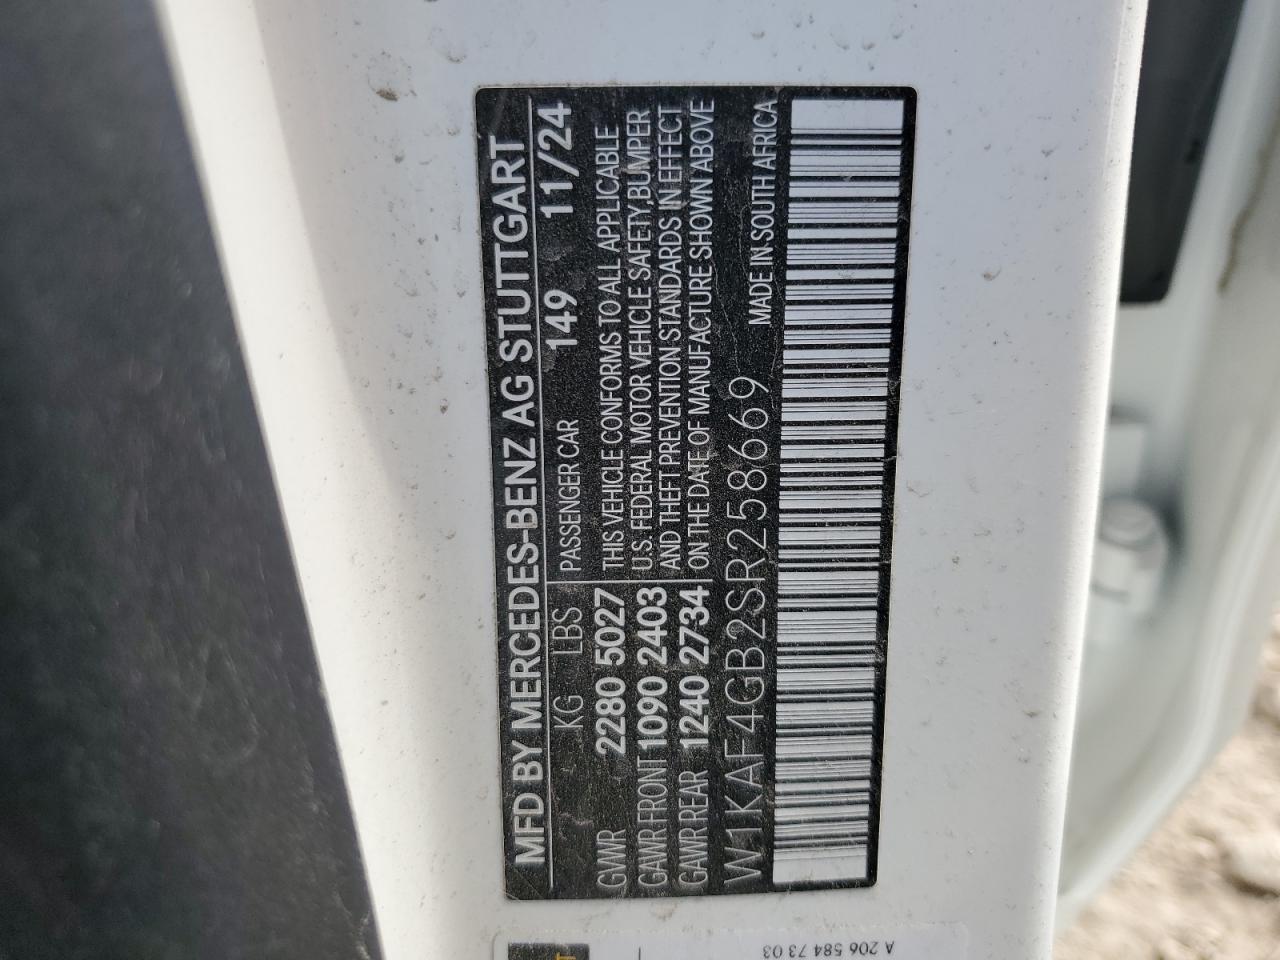 MFD BY MERCEDES-BENZ AG STUTTGART
KG LBS PASSENGER CAR 149 11/24
GVWR 2280 5027 THIS VEHICLE CONFORMS TO ALL APPLICABLE
GAWR FRONT 1090 2403 U.S. FEDERAL MOTOR VEHICLE SAFETY, BUMPER
GAWR REAR 1240 2734 AND THEFT PREVENTION STANDARDS IN EFFECT
ON THE DATE OF MANUFACTURE SHOWN ABOVE
W1KAF4GB2SR258669 MADE IN SOUTH AFRICA
A 206 584 73 03